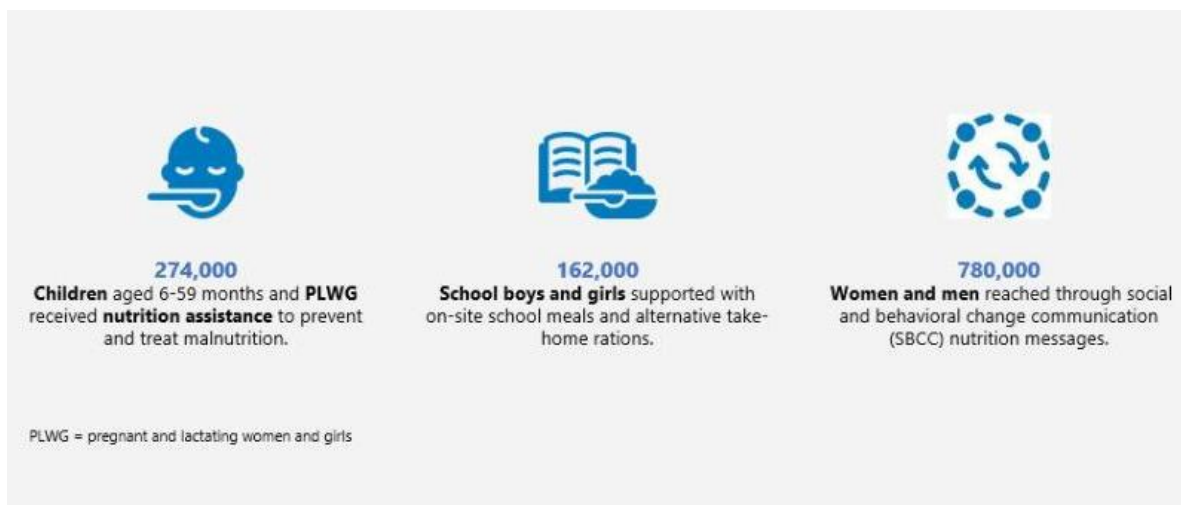 274,000
Children aged 6-59 months and PLWG
received nutrition assistance to prevent
and treat malnutrition.
162,000
School boys and girls supported with
on-site school meals and alternative take-
home rations.
780,000
Women and men reached through social
and behavioral change communication
(SBCC) nutrition messages.
PLWG = pregnant and lactating women and girls